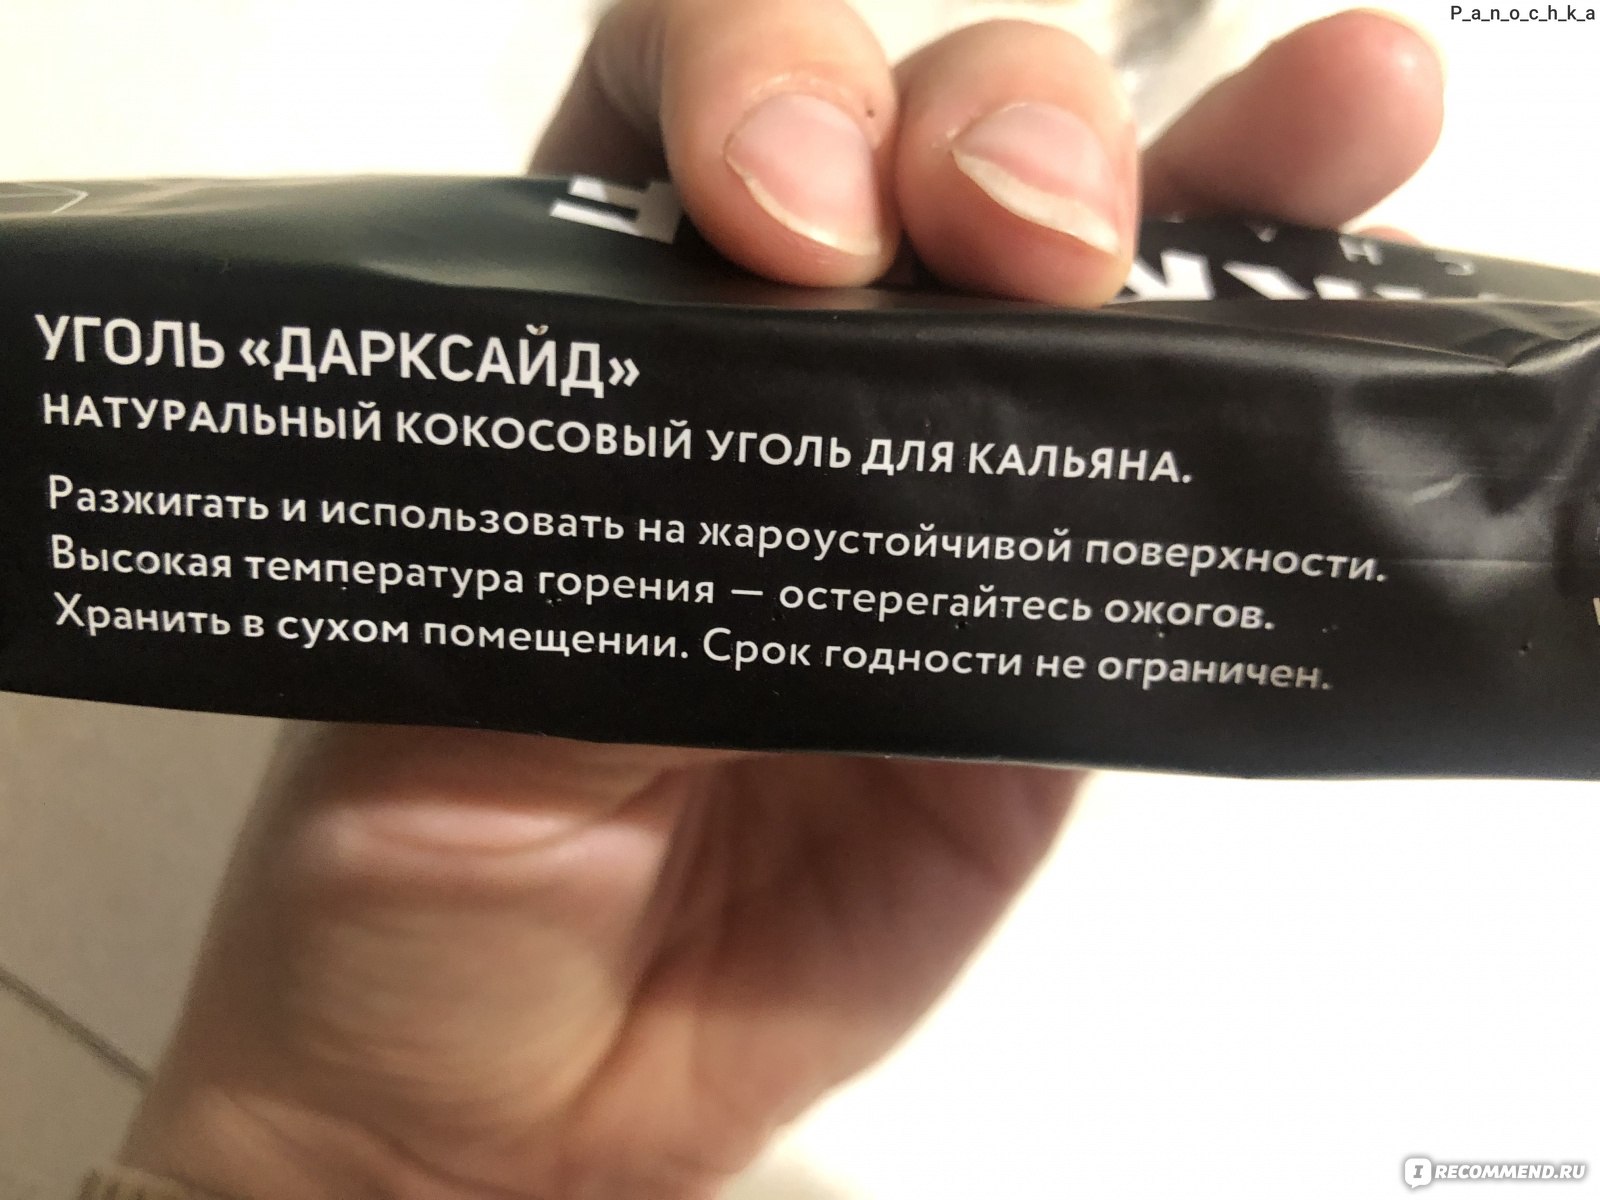 P_a_n_o_c_h_k_a
УГОЛЬ «ДАРКСАЙД»
НАТУРАЛЬНЫЙ КОКОСОВЫЙ УГОЛЬ ДЛЯ КАЛЬЯНА.
Разжигать и использовать на жароустойчивой поверхности.
Высокая температура горения — остерегайтесь ожогов.
Хранить в сухом помещении. Срок годности не ограничен.
IRECOMMEND.RU